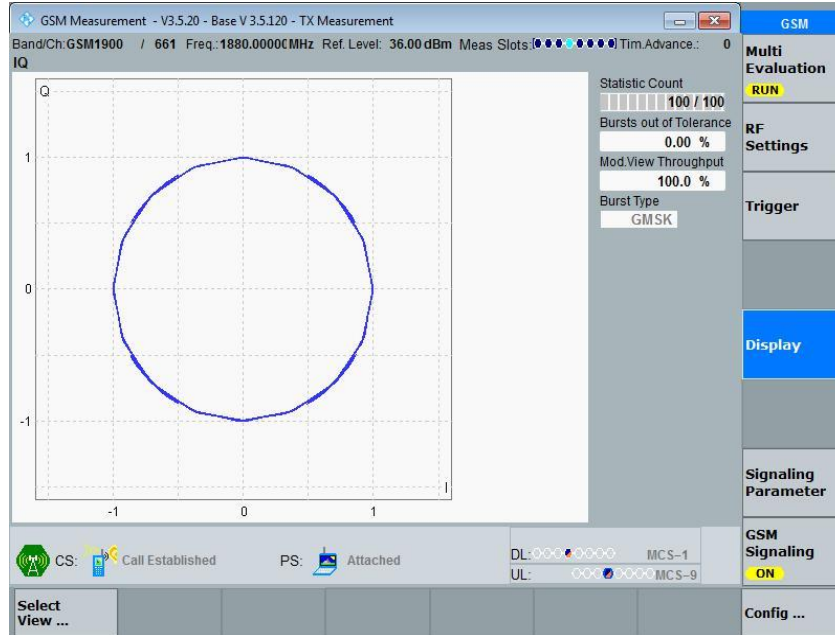 GSM Measurement - V3.5.20 - Base V 3.5.120 - TX Measurement
GSM
Band/Ch:GSM1900 / 661 Freq.:1880.0000(MHz Ref. Level: 36.00 dBm Meas Slots: Tim.Advance.: 0
IQ
Multi
Evaluation
RUN
Statistic Count
100 / 100
Bursts out of Tolerance
0.00 %
Mod.View Throughput
100.0 %
Burst Type
GMSK
RF
Settings
Trigger
Display
Q
1
0
-1
I
-1 0 1
Signaling
Parameter
GSM
Signaling
ON
CS: Call Established PS: Attached
DL: MCS-1
UL: MCS-9
Select
View ...
Config ...